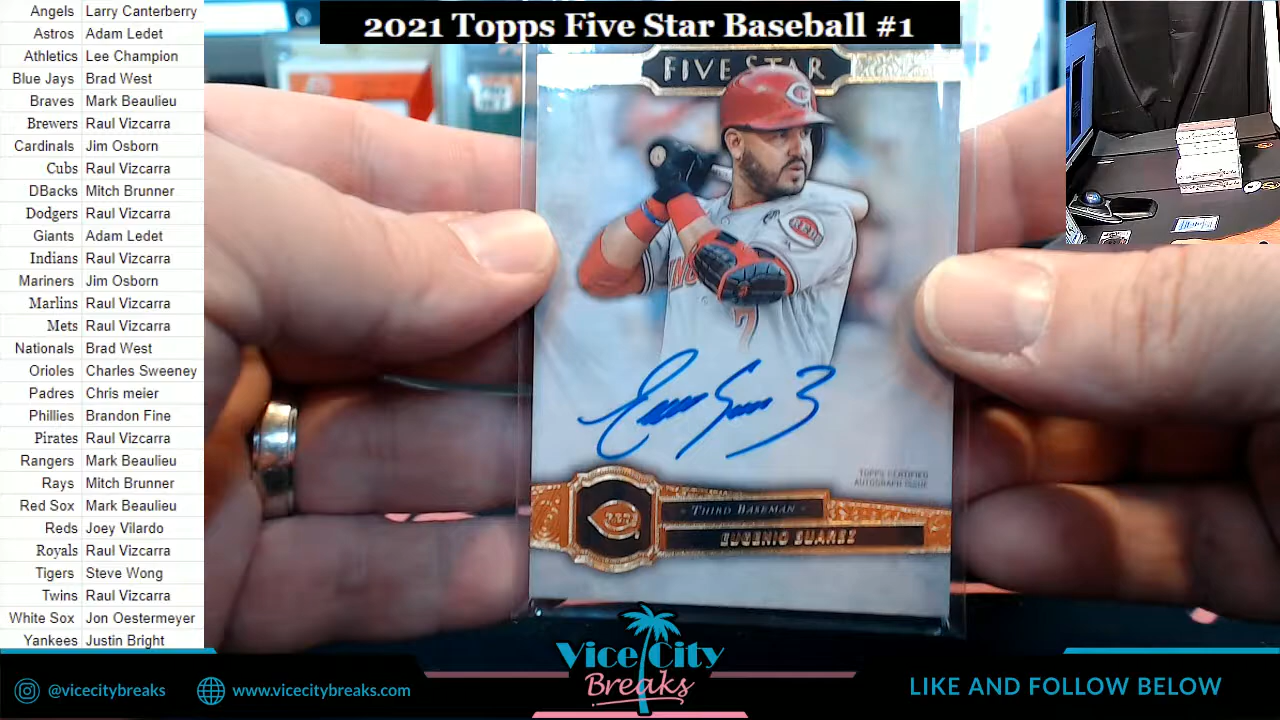 2021 Topps Five Star Baseball #1
Angels Larry Canterberry
Astros Adam Ledet
Athletics Lee Champion
Blue Jays Brad West
Braves Mark Beaulieu
Brewers Raul Vizcarra
Cardinals Jim Osborn
Cubs Raul Vizcarra
DBacks Mitch Brunner
Dodgers Raul Vizcarra
Giants Adam Ledet
Indians Raul Vizcarra
Mariners Jim Osborn
Marlins Raul Vizcarra
Mets Raul Vizcarra
Nationals Brad West
Orioles Charles Sweeney
Padres Chris meier
Phillies Brandon Fine
Pirates Raul Vizcarra
Rangers Mark Beaulieu
Rays Mitch Brunner
Red Sox Mark Beaulieu
Reds Joey Vilardo
Royals Raul Vizcarra
Tigers Steve Wong
Twins Raul Vizcarra
White Sox Jon Oestermeyer
Yankees Justin Bright
FIVE STAR
REDS
7
TOPPS CERTIFIED
AUTOGRAPH ISSUE
THIRD BASEMAN
EUGENIO SUAREZ
Vice City
Breaks
@vicecitybreaks
www.vicecitybreaks.com
LIKE AND FOLLOW BELOW